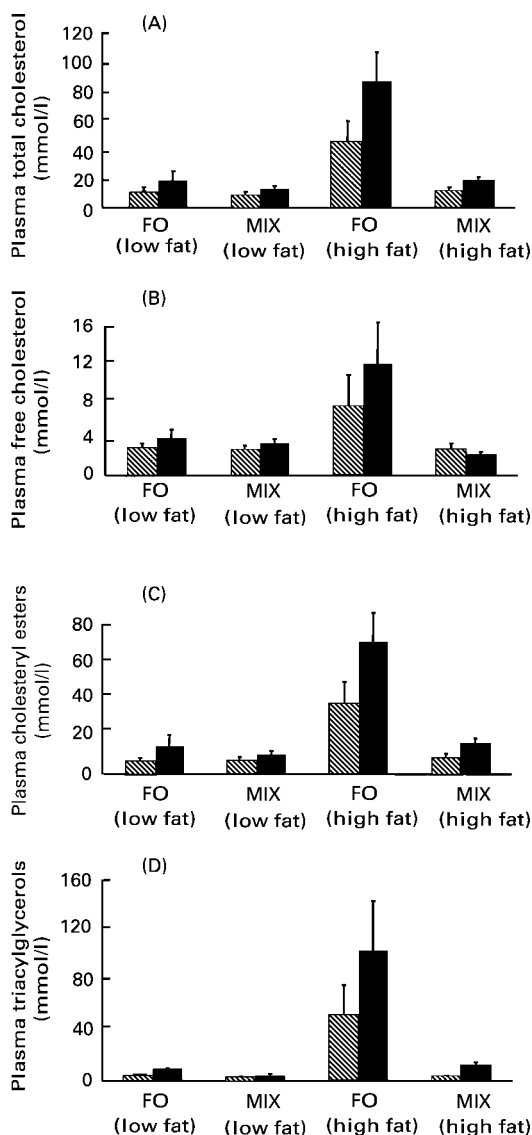 (A)
Plasma total cholesterol
(mmol/l)
120
100
80
60
40
20
0
FO MIX FO MIX
(low fat) (low fat) (high fat) (high fat)
(B)
Plasma free cholesterol
(mmol/l)
16
12
8
4
0
FO MIX FO MIX
(low fat) (low fat) (high fat) (high fat)
(C)
Plasma cholesteryl esters
(mmol/l)
80
60
40
20
0
FO MIX FO MIX
(low fat) (low fat) (high fat) (high fat)
(D)
Plasma triacylglycerols
(mmol/l)
160
120
80
40
0
FO MIX FO MIX
(low fat) (low fat) (high fat) (high fat)